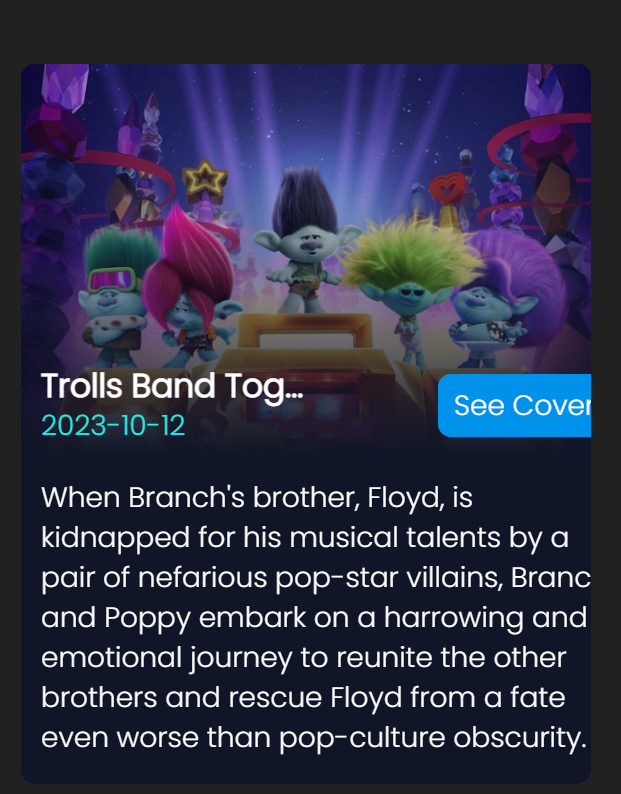 Trolls Band Tog...
2023-10-12
See Cover
When Branch's brother, Floyd, is
kidnapped for his musical talents by a
pair of nefarious pop-star villains, Branc
and Poppy embark on a harrowing and
emotional journey to reunite the other
brothers and rescue Floyd from a fate
even worse than pop-culture obscurity.